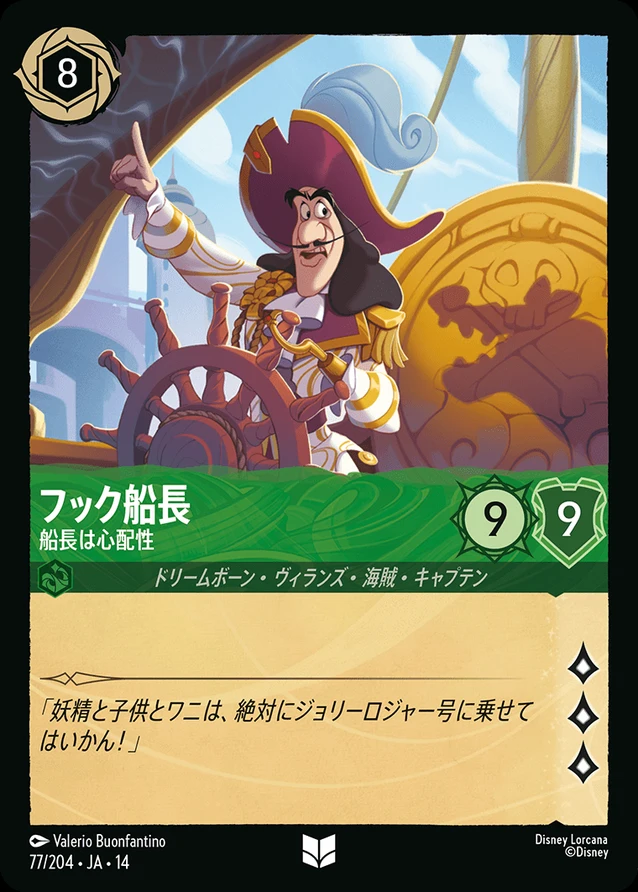 8
フック船長
船長は心配性
9
9
ドリームボーン・ヴィランズ・海賊・キャプテン
「妖精と子供とワニは、絶対にジョリーロジャー号に乗せて
はいかん!」
Valerio Buonfantino
77/204・JA・14
Disney Lorcana
©Disney